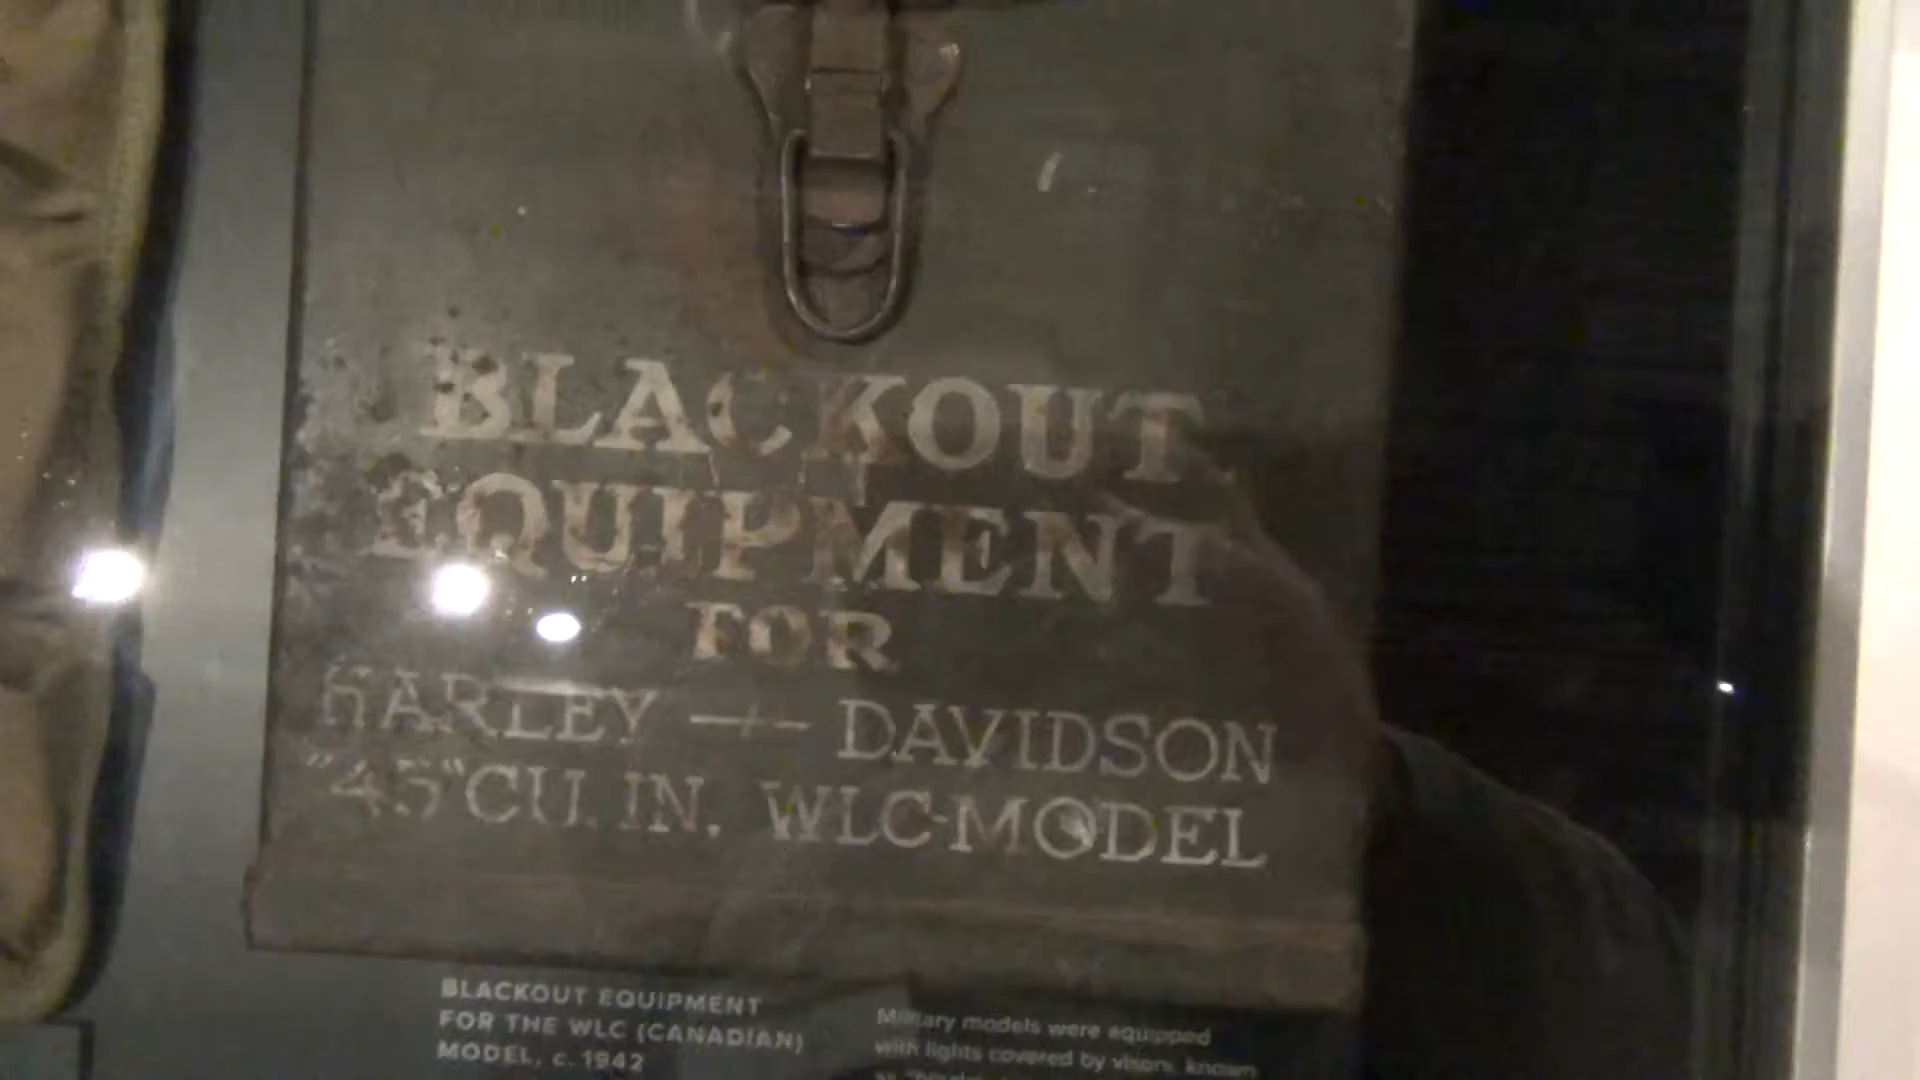 BLACKOUT
EQUIPMENT
FOR
HARLEY - DAVIDSON
"45" CU. IN. WLC-MODEL
BLACKOUT EQUIPMENT
FOR THE WLC (CANADIAN)
MODEL, c. 1942
Military models were equipped
with lights covered by visors, known